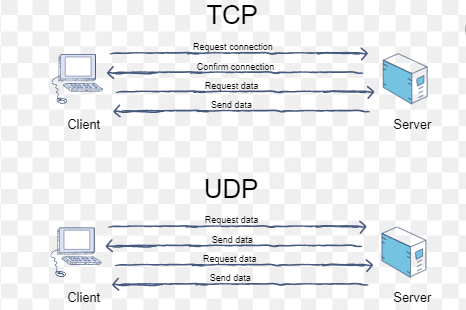 TCP
Request connection
Confirm connection
Request data
Send data
Client
Server
UDP
Request data
Send data
Request data
Send data
Client
Server